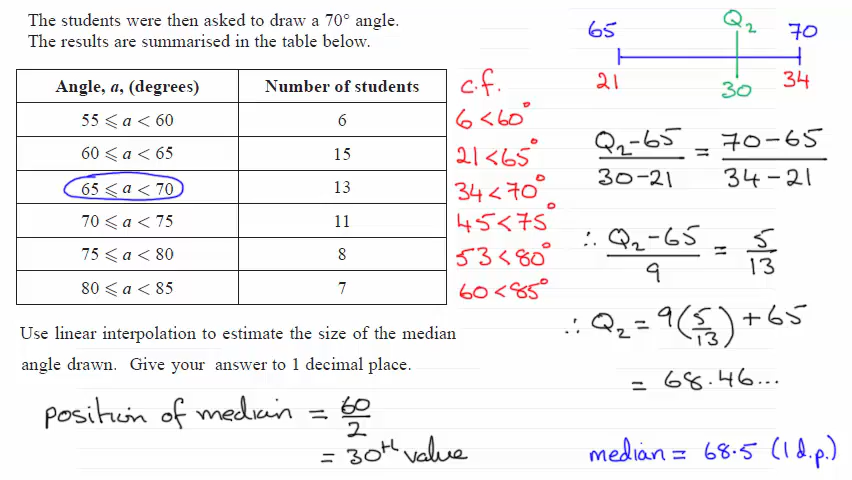 The students were then asked to draw a 70° angle.
The results are summarised in the table below.
Angle, a, (degrees) Number of students
55 ⩽ a < 60 6
60 ⩽ a < 65 15
65 ⩽ a < 70 13
70 ⩽ a < 75 11
75 ⩽ a < 80 8
80 ⩽ a < 85 7
c.f.
6 < 60°
21 < 65°
34 < 70°
45 < 75°
53 < 80°
60 < 85°
Use linear interpolation to estimate the size of the median
angle drawn. Give your answer to 1 decimal place.
position of median = 60/2
= 30th value
65 Q₂ 70
21 30 34
(Q₂ - 65)/(30 - 21) = (70 - 65)/(34 - 21)
∴ (Q₂ - 65)/9 = 5/13
∴ Q₂ = 9(5/13) + 65
= 68.46...
median = 68.5 (1 d.p.)